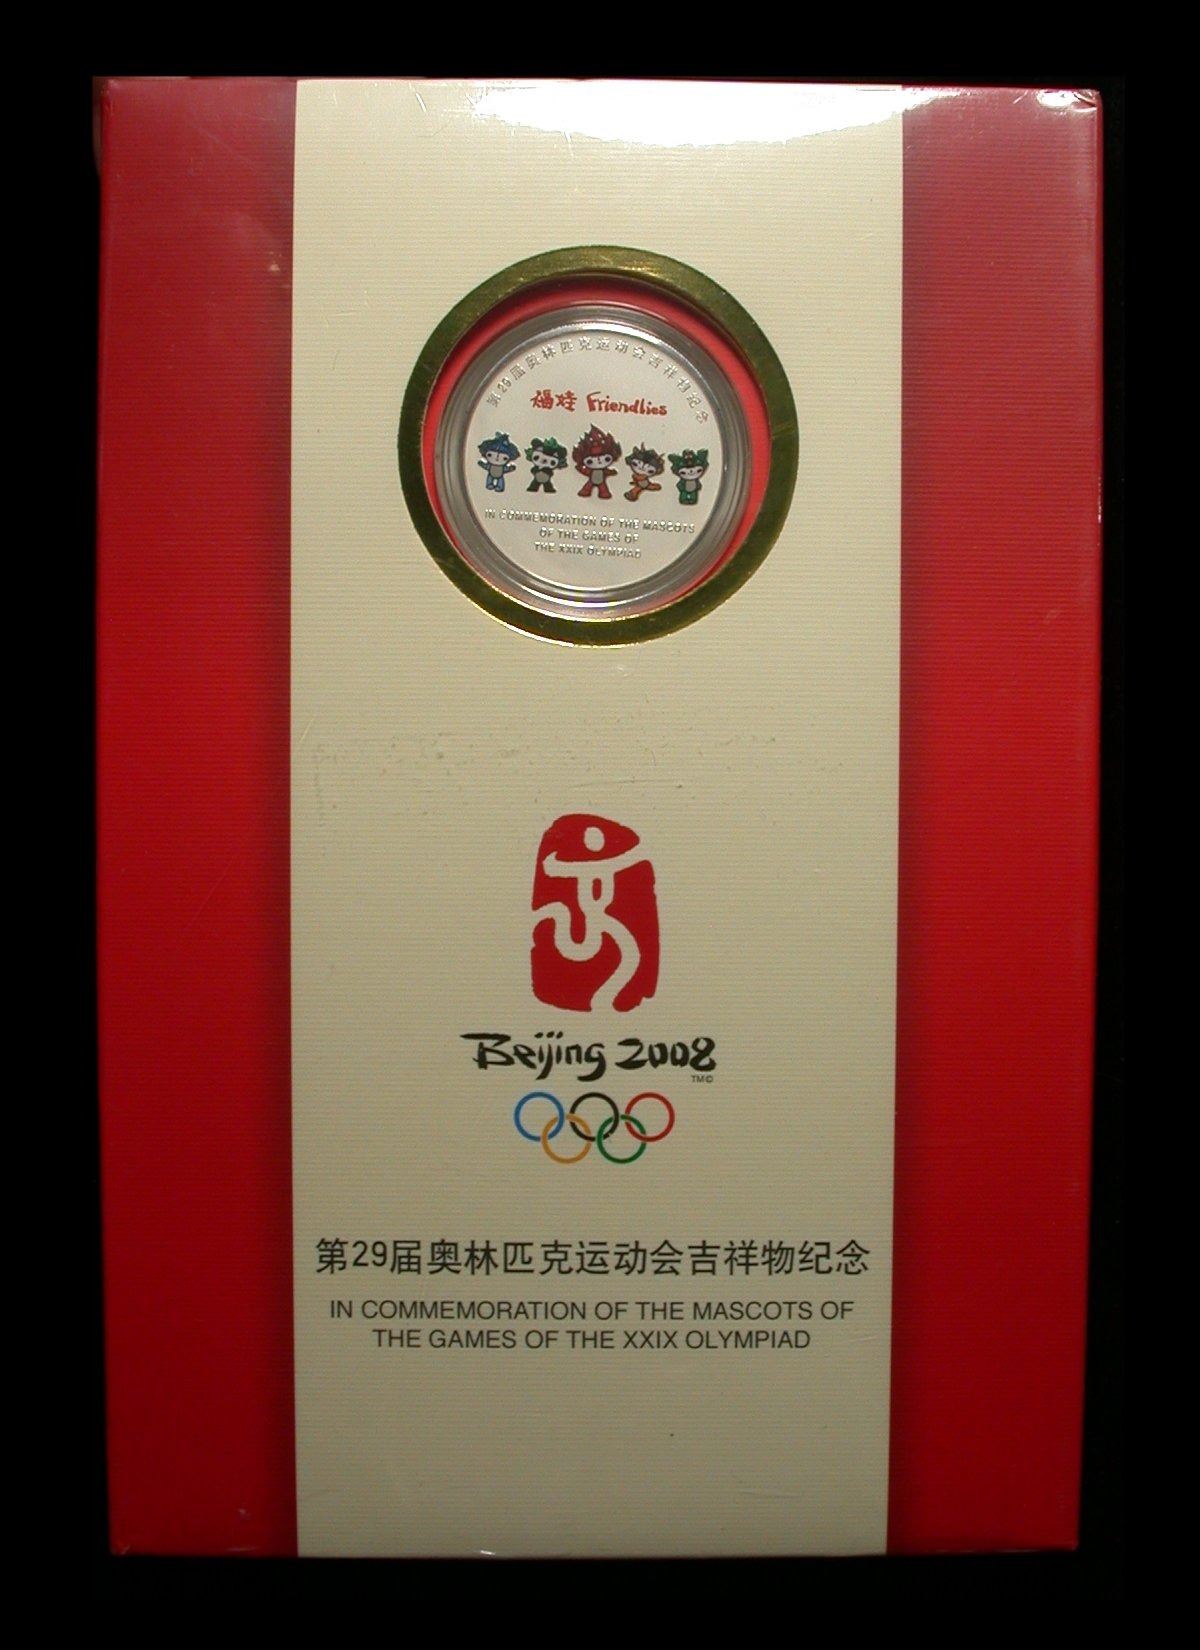 第29届奥林匹克运动会吉祥物纪念
福娃 Friendlies
IN COMMEMORATION OF THE MASCOTS
OF THE GAMES OF
THE XXIX OLYMPIAD
Beijing 2008
TM©
第29届奥林匹克运动会吉祥物纪念
IN COMMEMORATION OF THE MASCOTS OF
THE GAMES OF THE XXIX OLYMPIAD